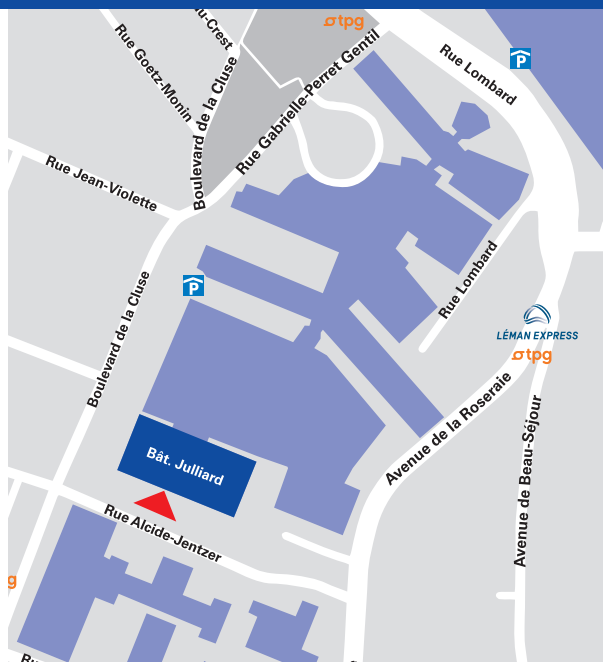 u-Crest
tpg
Rue Goetz-Monin
Boulevard de la Cluse
Rue Gabrielle-Perret Gentil
Rue Lombard
P
Rue Jean-Violette
Rue Lombard
P
Boulevard de la Cluse
LÉMAN EXPRESS
tpg
Avenue de la Roseraie
Avenue de Beau-Séjour
Bât. Julliard
Rue Alcide-Jentzer
g
Ru